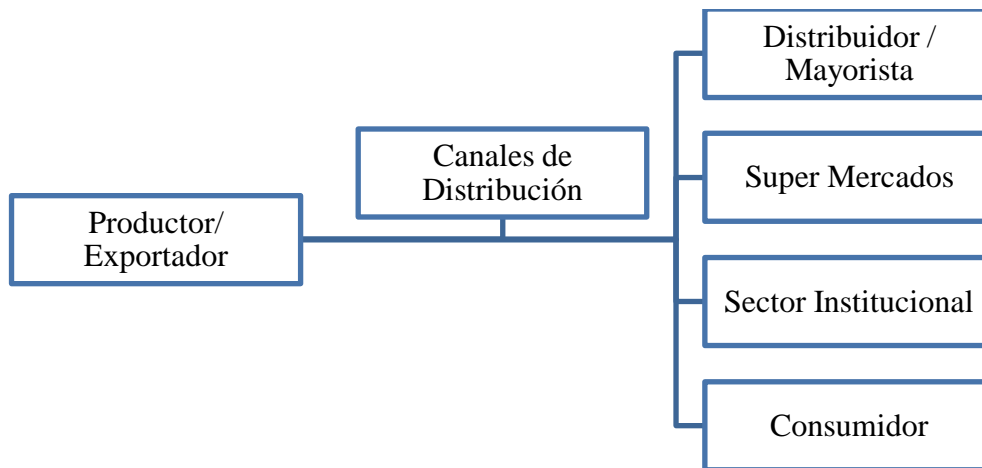 Productor/
Exportador
Canales de
Distribución
Distribuidor /
Mayorista
Super Mercados
Sector Institucional
Consumidor